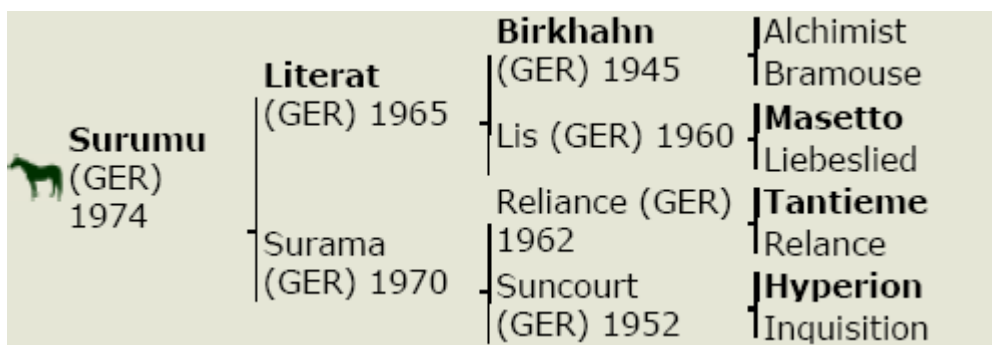 Surumu
(GER)
1974
Literat
(GER) 1965
Surama
(GER) 1970
Birkhahn
(GER) 1945
Lis (GER) 1960
Reliance (GER)
1962
Suncourt
(GER) 1952
Alchimist
Bramouse
Masetto
Liebeslied
Tantieme
Relance
Hyperion
Inquisition